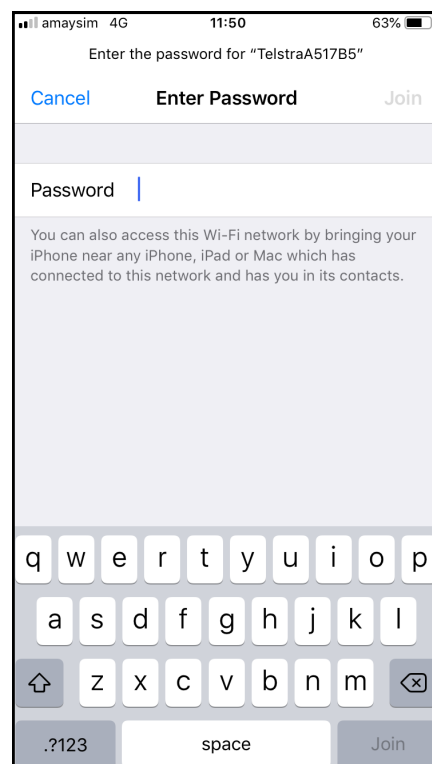 amaysim 4G 11:50 63%
Enter the password for “TelstraA517B5”
Cancel Enter Password Join
Password
You can also access this Wi-Fi network by bringing your
iPhone near any iPhone, iPad or Mac which has
connected to this network and has you in its contacts.
q w e r t y u i o p
a s d f g h j k l
z x c v b n m
.?123 space Join